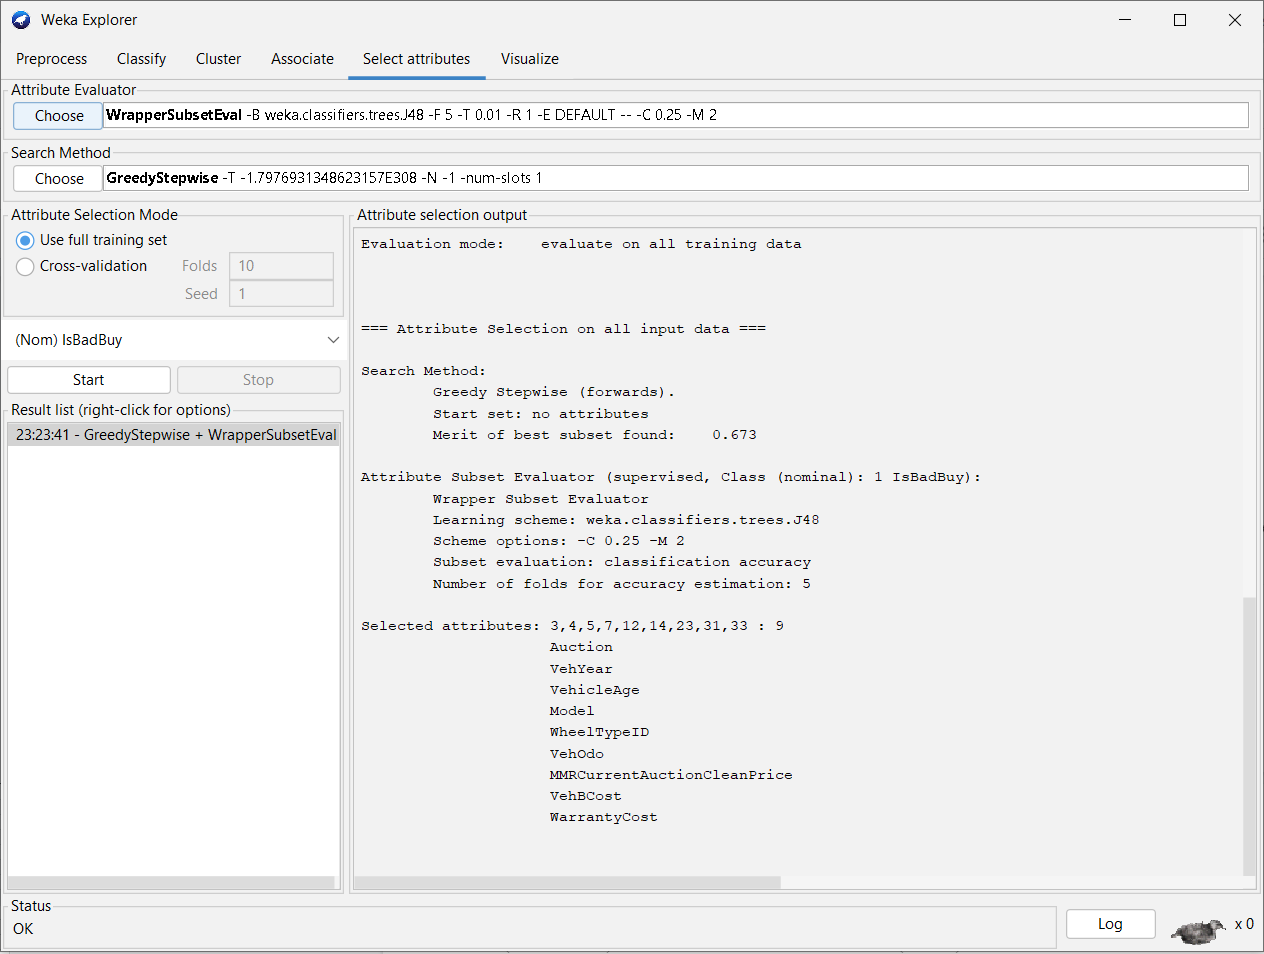 Weka Explorer
Preprocess Classify Cluster Associate Select attributes Visualize
Attribute Evaluator
Choose WrapperSubsetEval -B weka.classifiers.trees.J48 -F 5 -T 0.01 -R 1 -E DEFAULT -- -C 0.25 -M 2
Search Method
Choose GreedyStepwise -T -1.7976931348623157E308 -N -1 -num-slots 1
Attribute Selection Mode
Use full training set
Cross-validation Folds 10
Seed 1
(Nom) IsBadBuy
Start Stop
Result list (right-click for options)
23:23:41 - GreedyStepwise + WrapperSubsetEval
Attribute selection output
Evaluation mode: evaluate on all training data
=== Attribute Selection on all input data ===
Search Method:
Greedy Stepwise (forwards).
Start set: no attributes
Merit of best subset found: 0.673
Attribute Subset Evaluator (supervised, Class (nominal): 1 IsBadBuy):
Wrapper Subset Evaluator
Learning scheme: weka.classifiers.trees.J48
Scheme options: -C 0.25 -M 2
Subset evaluation: classification accuracy
Number of folds for accuracy estimation: 5
Selected attributes: 3,4,5,7,12,14,23,31,33 : 9
Auction
VehYear
VehicleAge
Model
WheelTypeID
VehOdo
MMRCurrentAuctionCleanPrice
VehBCost
WarrantyCost
Status
OK
Log x 0